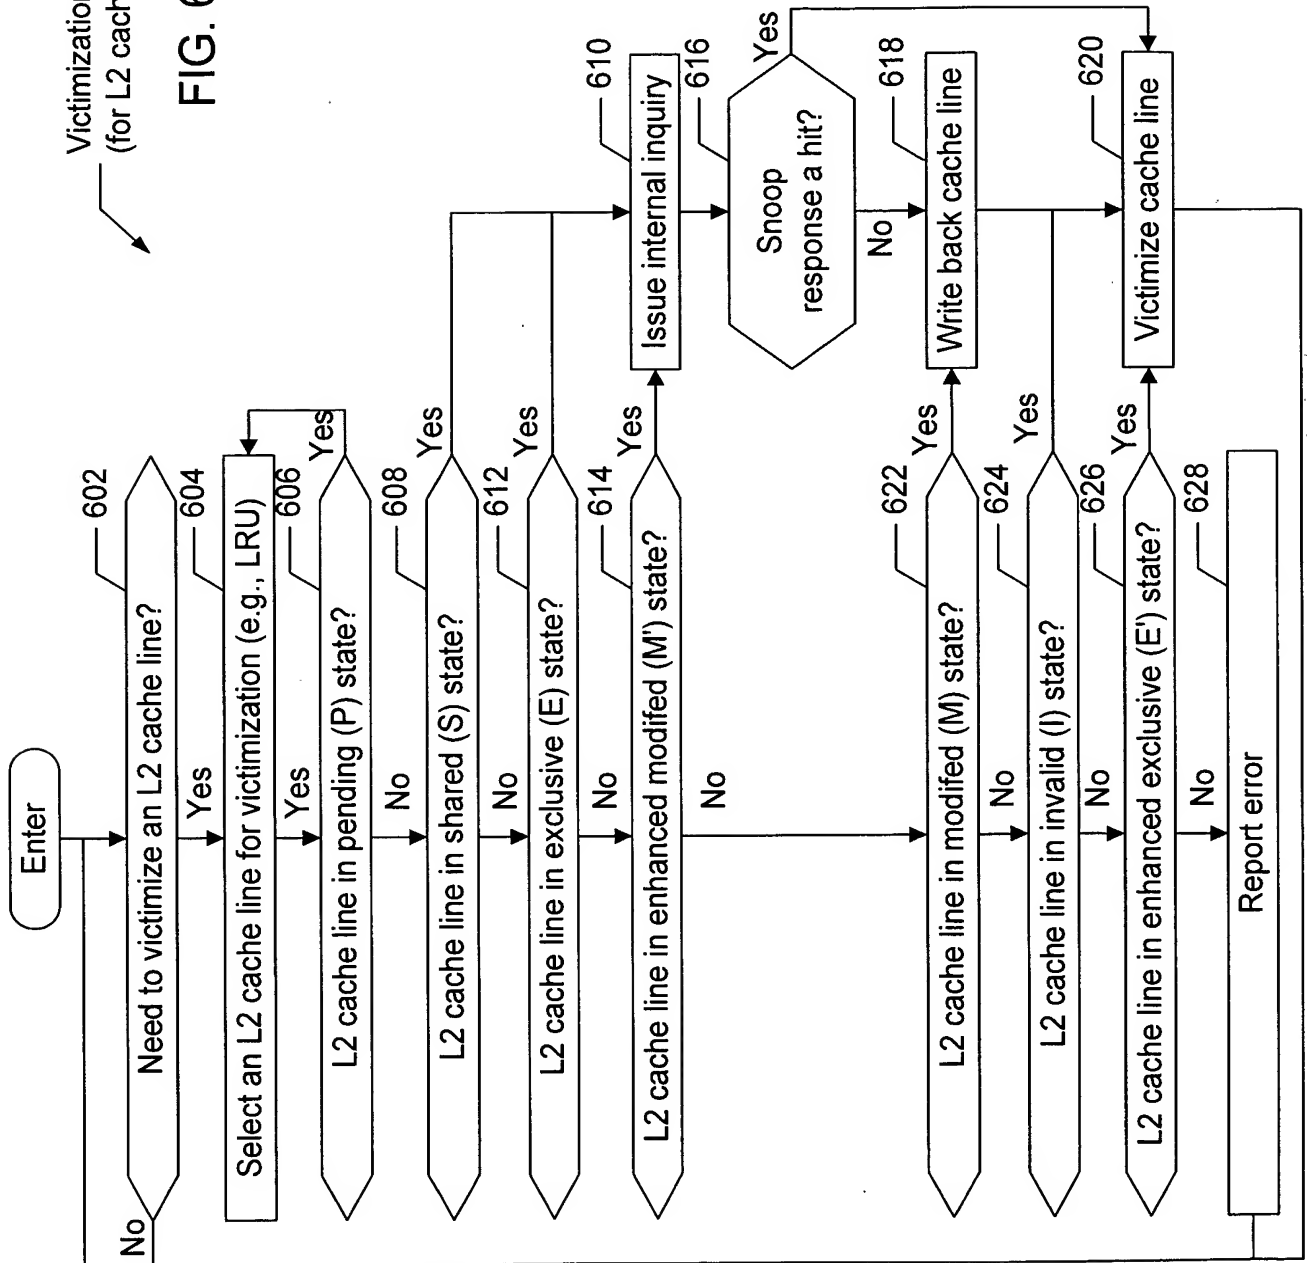 Victimization
(for L2 cach
FIG. 6
Enter
602
Need to victimize an L2 cache line?
No
Yes
604
Select an L2 cache line for victimization (e.g., LRU)
Yes
606
L2 cache line in pending (P) state?
Yes
No
608
L2 cache line in shared (S) state?
Yes
No
612
L2 cache line in exclusive (E) state?
Yes
No
614
L2 cache line in enhanced modifed (M') state?
Yes
No
610
Issue internal inquiry
616
Snoop
response a hit?
Yes
No
618
Write back cache line
620
Victimize cache line
622
L2 cache line in modifed (M) state?
Yes
No
624
L2 cache line in invalid (I) state?
Yes
No
626
L2 cache line in enhanced exclusive (E') state?
Yes
No
628
Report error